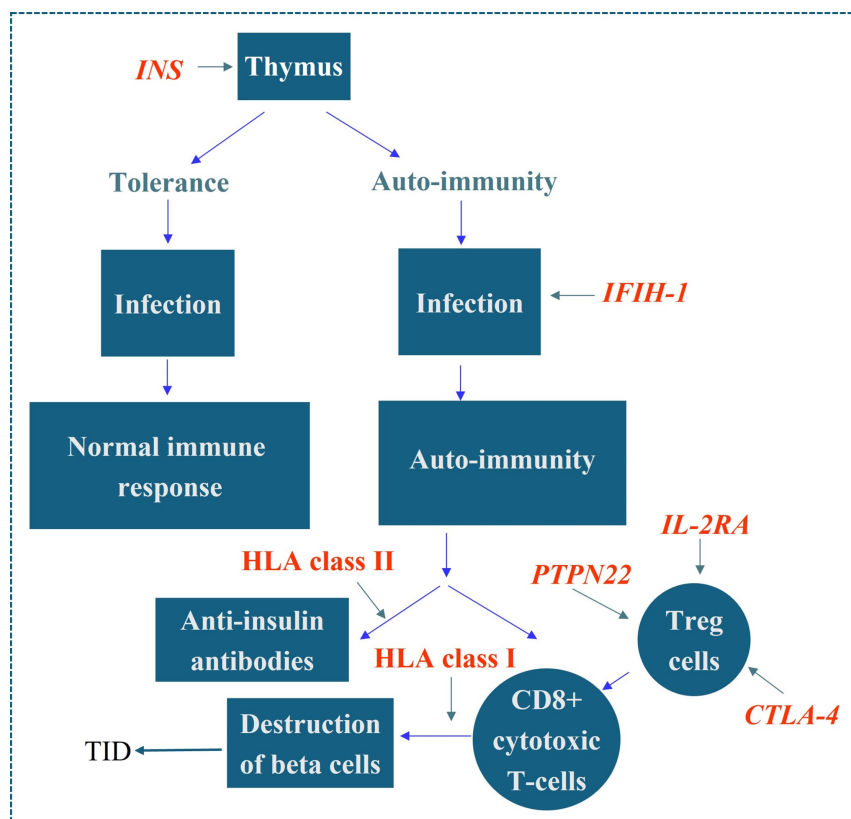 INS
Thymus
Tolerance
Auto-immunity
Infection
Infection
IFIH-1
Normal immune
response
Auto-immunity
IL-2RA
HLA class II
PTPN22
Anti-insulin
antibodies
Treg
cells
HLA class I
CTLA-4
Destruction
of beta cells
CD8+
cytotoxic
T-cells
TID